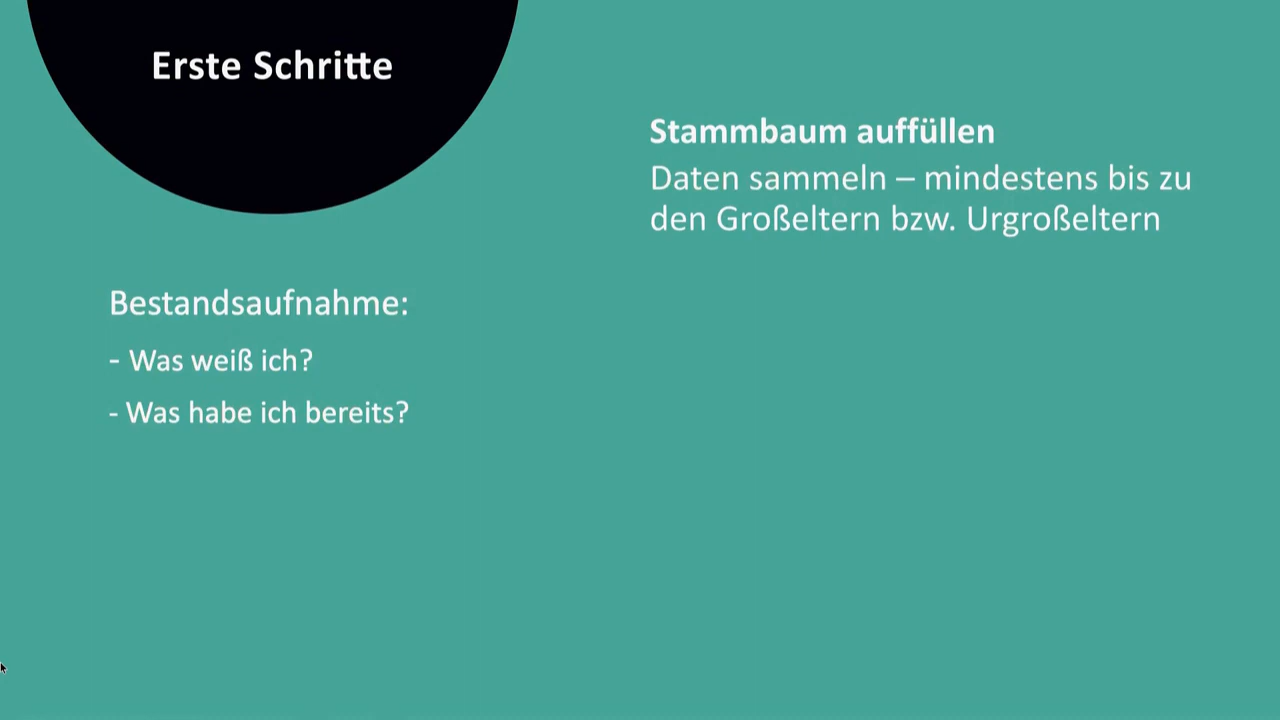 Erste Schritte
Stammbaum auffüllen
Daten sammeln – mindestens bis zu
den Großeltern bzw. Urgroßeltern
Bestandsaufnahme:
- Was weiß ich?
- Was habe ich bereits?